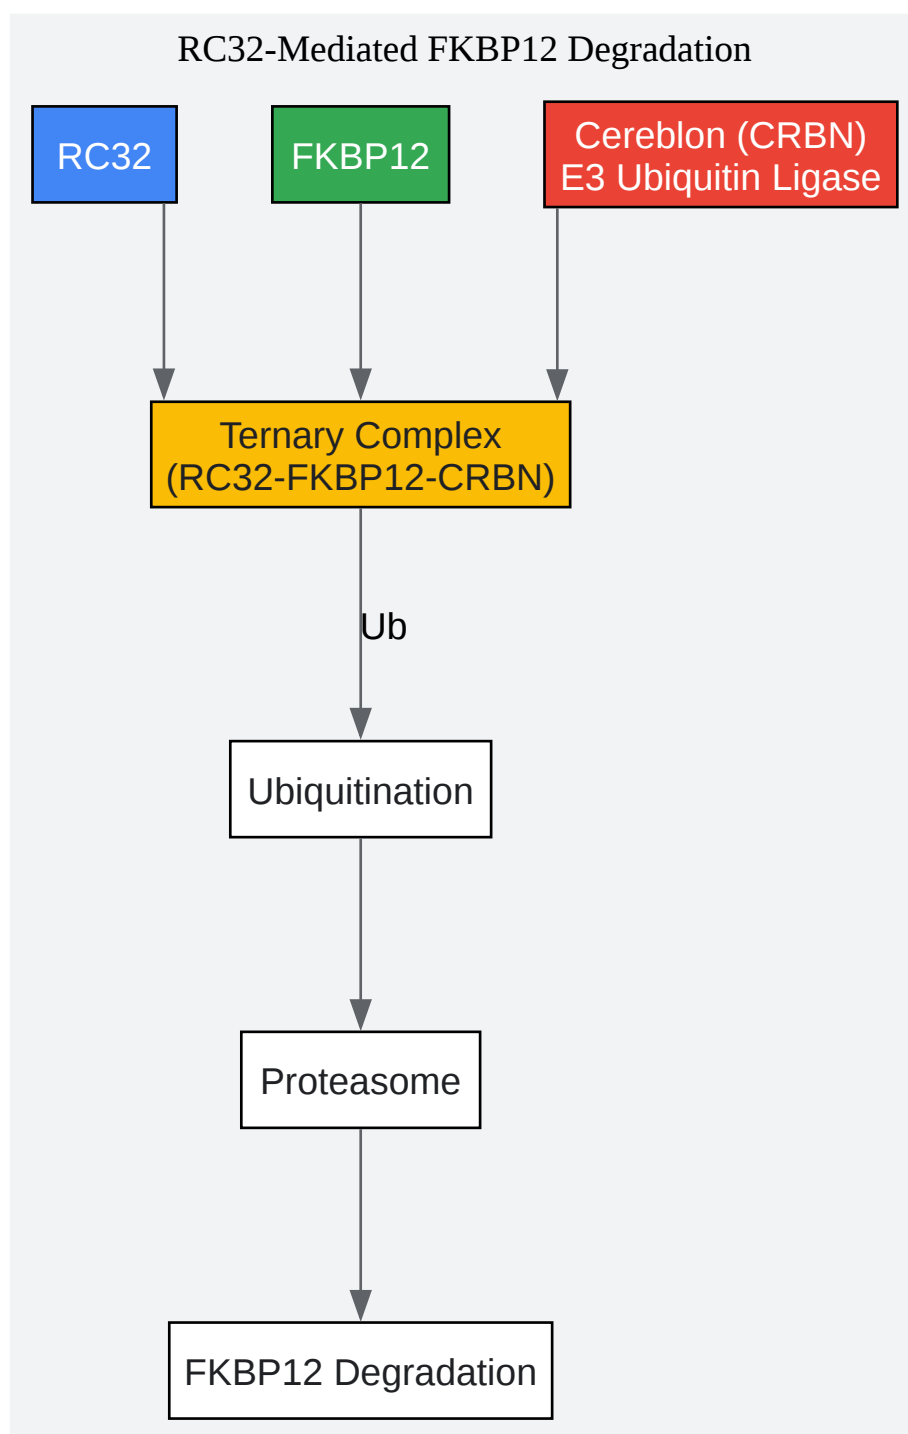 RC32-Mediated FKBP12 Degradation
RC32
FKBP12
Cereblon (CRBN)
E3 Ubiquitin Ligase
Ternary Complex
(RC32-FKBP12-CRBN)
Ub
Ubiquitination
Proteasome
FKBP12 Degradation